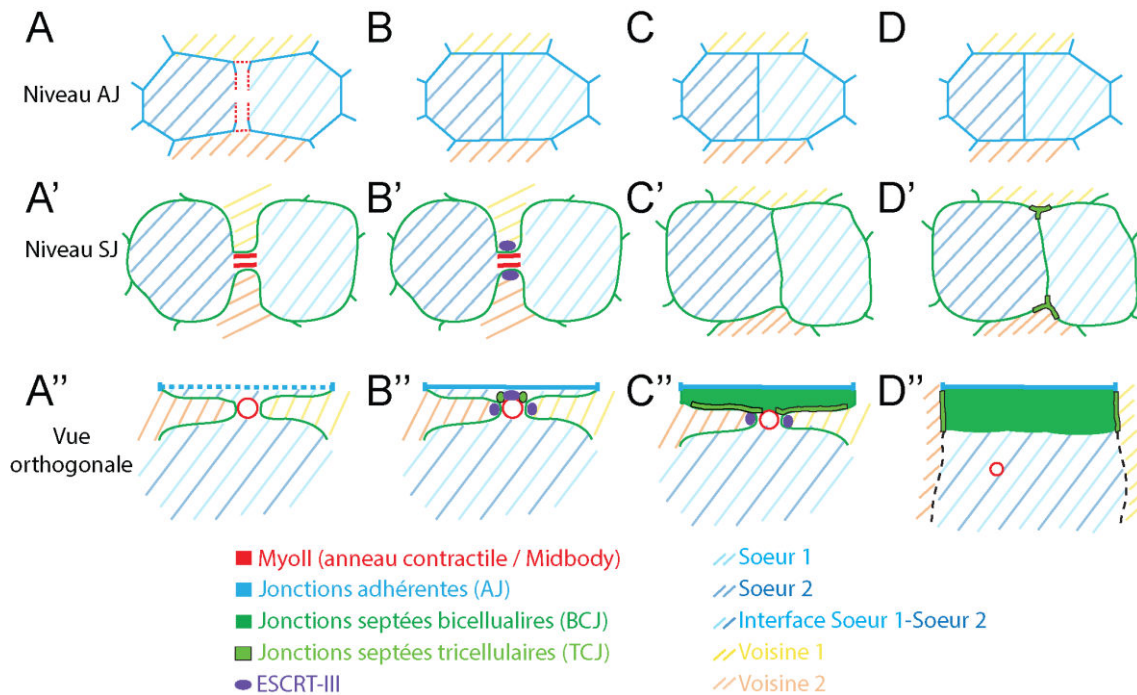 A B C D
Niveau AJ
A' B' C' D'
Niveau SJ
A" B" C" D"
Vue
orthogonale
MyoII (anneau contractile / Midbody)
Jonctions adhérentes (AJ)
Jonctions septées bicellualires (BCJ)
Jonctions septées tricellulaires (TCJ)
ESCRT-III
Soeur 1
Soeur 2
Interface Soeur 1-Soeur 2
Voisine 1
Voisine 2